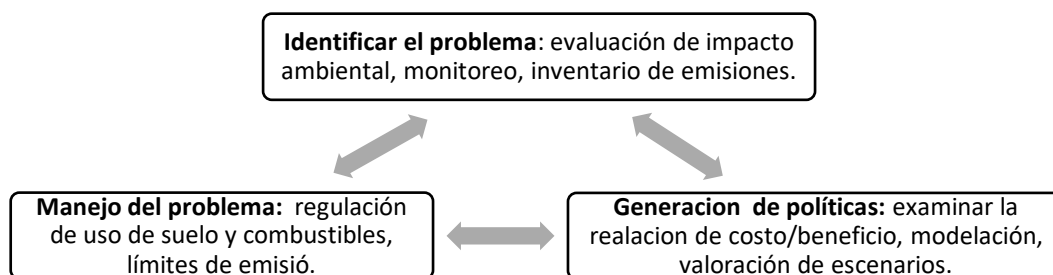 Identificar el problema: evaluación de impacto
ambiental, monitoreo, inventario de emisiones.
Manejo del problema: regulación
de uso de suelo y combustibles,
límites de emisió.
Generacion de políticas: examinar la
realacion de costo/beneficio, modelación,
valoración de escenarios.